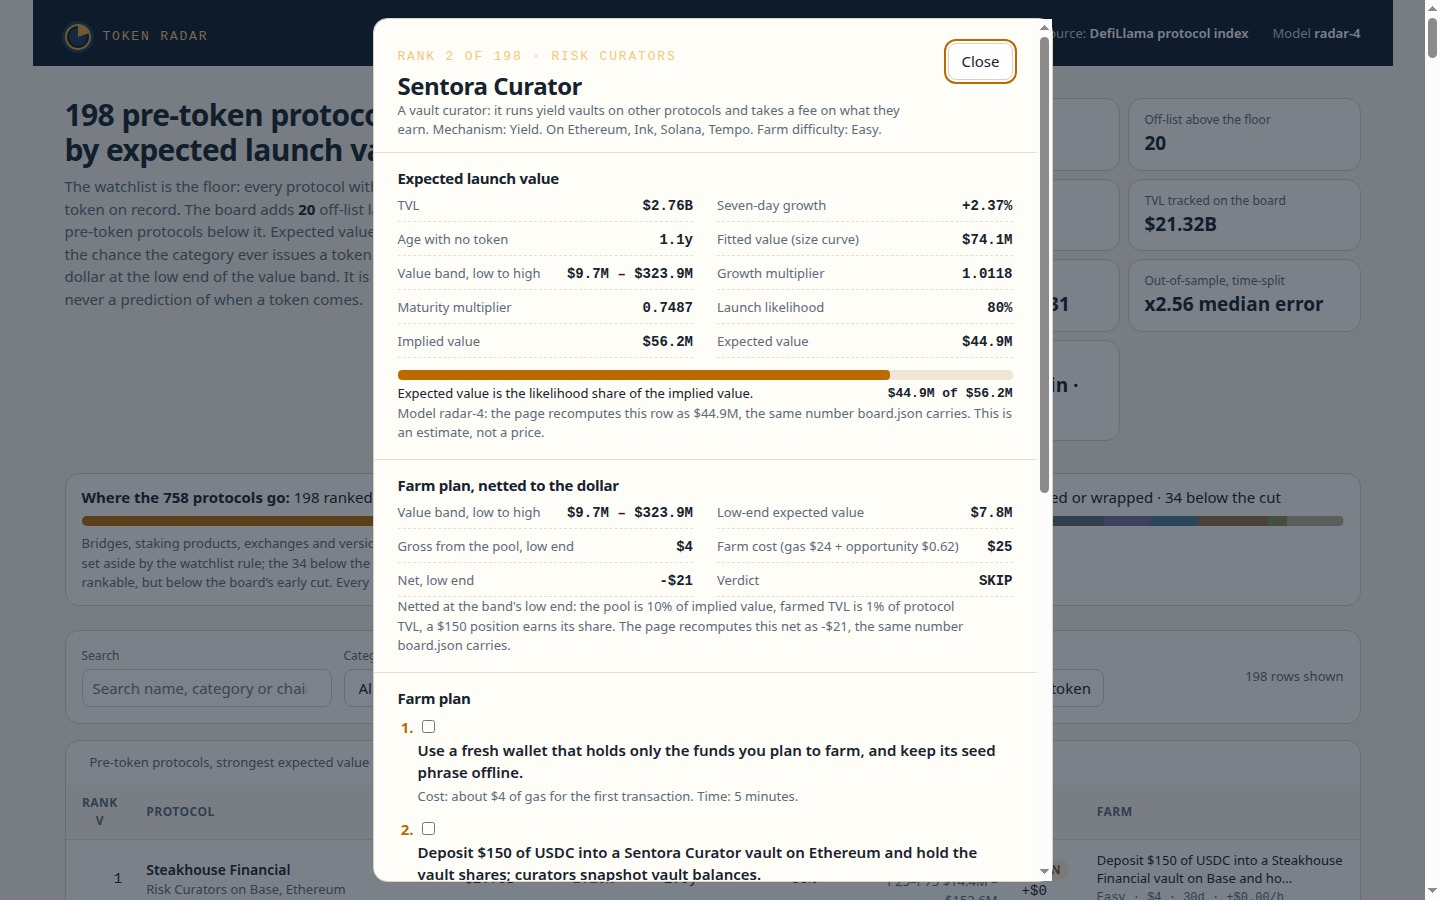 TOKEN RADAR
DefiLlama protocol index
Model radar-4
198 pre-token
by expected launch
The watchlist is the floor: every protocol with
token on record. The board adds 20 off-list
pre-token protocols below it. Expected value
the chance the category ever issues a token
dollar at the low end of the value band. It is
never a prediction of when a token comes.
Off-list above the floor
20
TVL tracked on the board
$21.32B
Out-of-sample, time-split
x2.56 median error
RANK 2 OF 198 · RISK CURATORS
Close
Sentora Curator
A vault curator: it runs yield vaults on other protocols and takes a fee on what they
earn. Mechanism: Yield. On Ethereum, Ink, Solana, Tempo. Farm difficulty: Easy.
Expected launch value
TVL $2.76B Seven-day growth +2.37%
Age with no token 1.1y Fitted value (size curve) $74.1M
Value band, low to high $9.7M – $323.9M Growth multiplier 1.0118
Maturity multiplier 0.7487 Launch likelihood 80%
Implied value $56.2M Expected value $44.9M
Expected value is the likelihood share of the implied value. $44.9M of $56.2M
Model radar-4: the page recomputes this row as $44.9M, the same number board.json carries. This is
an estimate, not a price.
Farm plan, netted to the dollar
Value band, low to high $9.7M – $323.9M Low-end expected value $7.8M
Gross from the pool, low end $4 Farm cost (gas $24 + opportunity $0.62) $25
Net, low end -$21 Verdict SKIP
Netted at the band's low end: the pool is 10% of implied value, farmed TVL is 1% of protocol
TVL, a $150 position earns its share. The page recomputes this net as -$21, the same number
board.json carries.
Farm plan
1.
Use a fresh wallet that holds only the funds you plan to farm, and keep its seed
phrase offline.
Cost: about $4 of gas for the first transaction. Time: 5 minutes.
2.
Deposit $150 of USDC into a Sentora Curator vault on Ethereum and hold the
vault shares; curators snapshot vault balances.
Where the 758 protocols go: 198 ranked
or wrapped · 34 below the cut
Bridges, staking products, exchanges and
set aside by the watchlist rule; the 34 below the
rankable, but below the board's early cut. Every
Search
Search name, category or chai
198 rows shown
token
Pre-token protocols, strongest expected value
RANK
V
PROTOCOL
FARM
1
Steakhouse Financial
Risk Curators on Base, Ethereum
+$0
Deposit $150 of USDC into a Steakhouse
Financial vault on Base and ho...
Easy · $4 · 30d · +$0.00/h